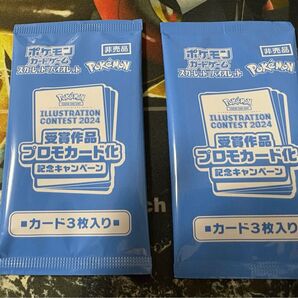 ポケモン
カードゲーム
スカーレット&バイオレット
非売品
Pokémon
Pokémon
ILLUSTRATION
CONTEST 2024
受賞作品
プロモカード化
記念キャンペーン
■カード3枚入り■
ch
ポケモン
カードゲーム
スカーレット&バイオレット
非売品
Pokémon
Pokémon
ILLUSTRATION
CONTEST 2024
受賞作品
プロモカード化
記念キャンペーン
■カード3枚入り